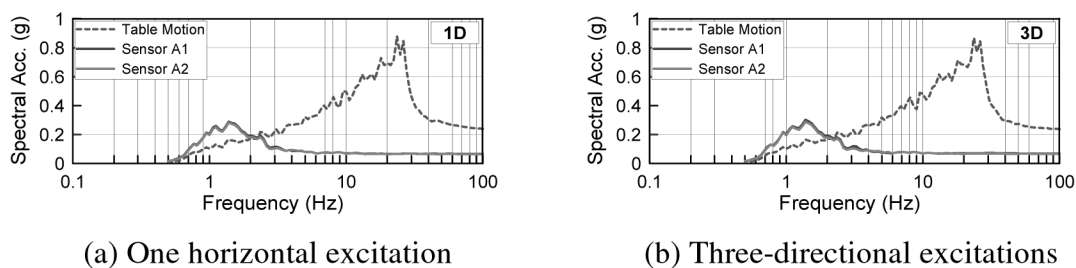 Spectral Acc. (g)
1
0.8
0.6
0.4
0.2
0
Table Motion
Sensor A1
Sensor A2
1D
0.1
1
10
100
Frequency (Hz)
(a) One horizontal excitation
Spectral Acc. (g)
1
0.8
0.6
0.4
0.2
0
Table Motion
Sensor A1
Sensor A2
3D
0.1
1
10
100
Frequency (Hz)
(b) Three-directional excitations